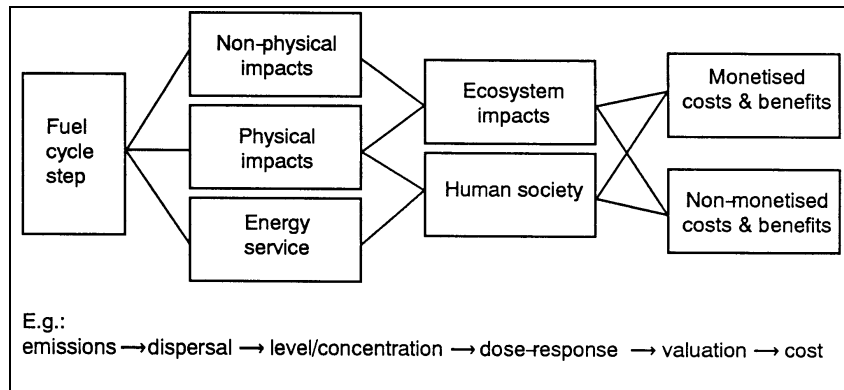 Fuel
cycle
step
Non-physical
impacts
Physical
impacts
Energy
service
Ecosystem
impacts
Human society
Monetised
costs & benefits
Non-monetised
costs & benefits
E.g.:
emissions → dispersal → level/concentration → dose-response → valuation → cost